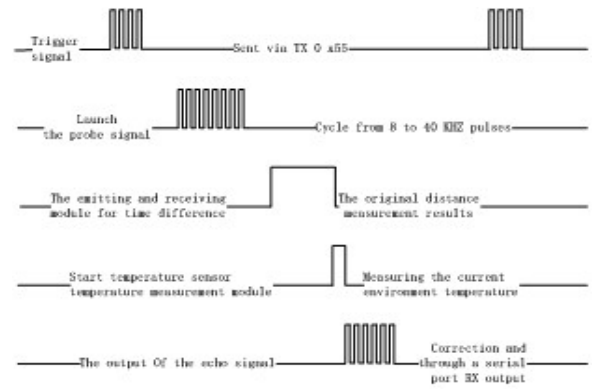 Trigger
signal
Sent via TX 0 x55
Launch
the probe signal
Cycle from 8 to 40 KHZ pulses
The emitting and receiving
module for time difference
The original distance
measurement results
Start temperature sensor
temperature measurement module
Measuring the current
environment temperature
The output Of the echo signal
Correction and
through a serial
port RX output